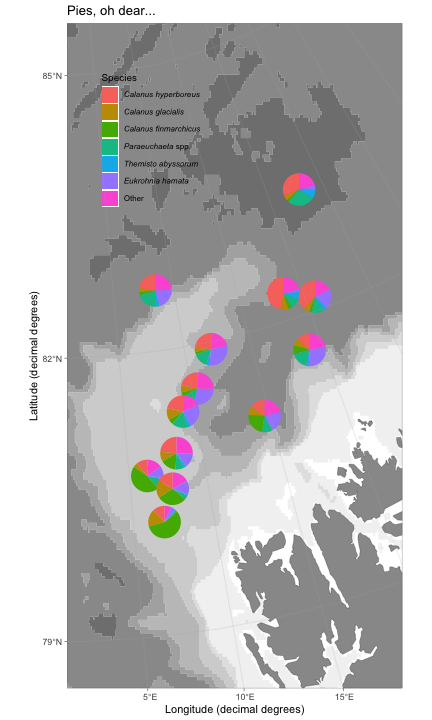 Pies, oh dear...
85°N
Species
Calanus hyperboreus
Calanus glacialis
Calanus finmarchicus
Paraeuchaeta spp
Themisto abyssorum
Eukrohnia hamata
Other
Latitude (decimal degrees)
82°N
79°N
5°E 10°E 15°E
Longitude (decimal degrees)